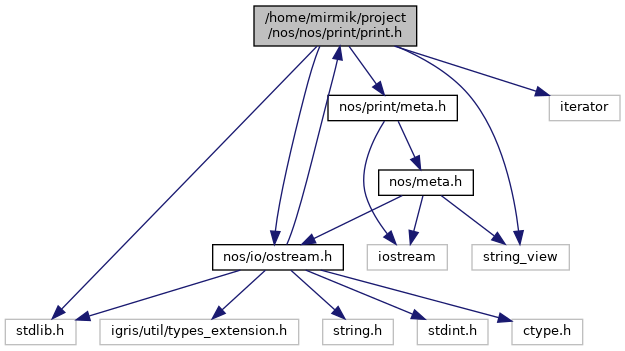 /home/mirmik/project
/nos/nos/print/print.h
nos/print/meta.h
iterator
nos/meta.h
nos/io/ostream.h
iostream
string_view
stdlib.h
igris/util/types_extension.h
string.h
stdint.h
ctype.h